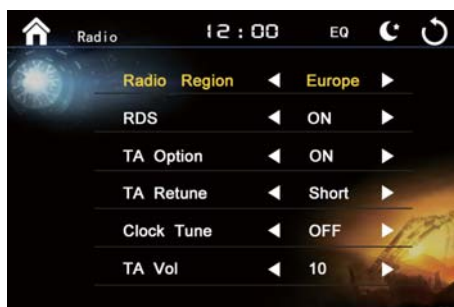 Radio 12:00 EQ
Radio Region Europe
RDS ON
TA Option ON
TA Retune Short
Clock Tune OFF
TA Vol 10